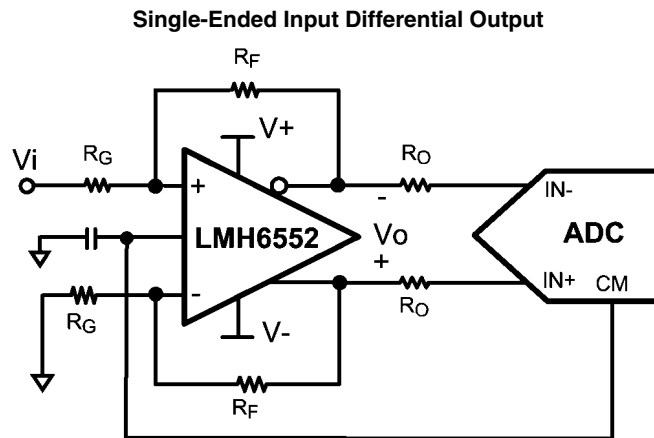 Single-Ended Input Differential Output
RF
V+
Vi
RG
RO
+
-
IN-
LMH6552
VO
ADC
+
-
IN+
CM
RG
RO
V-
RF